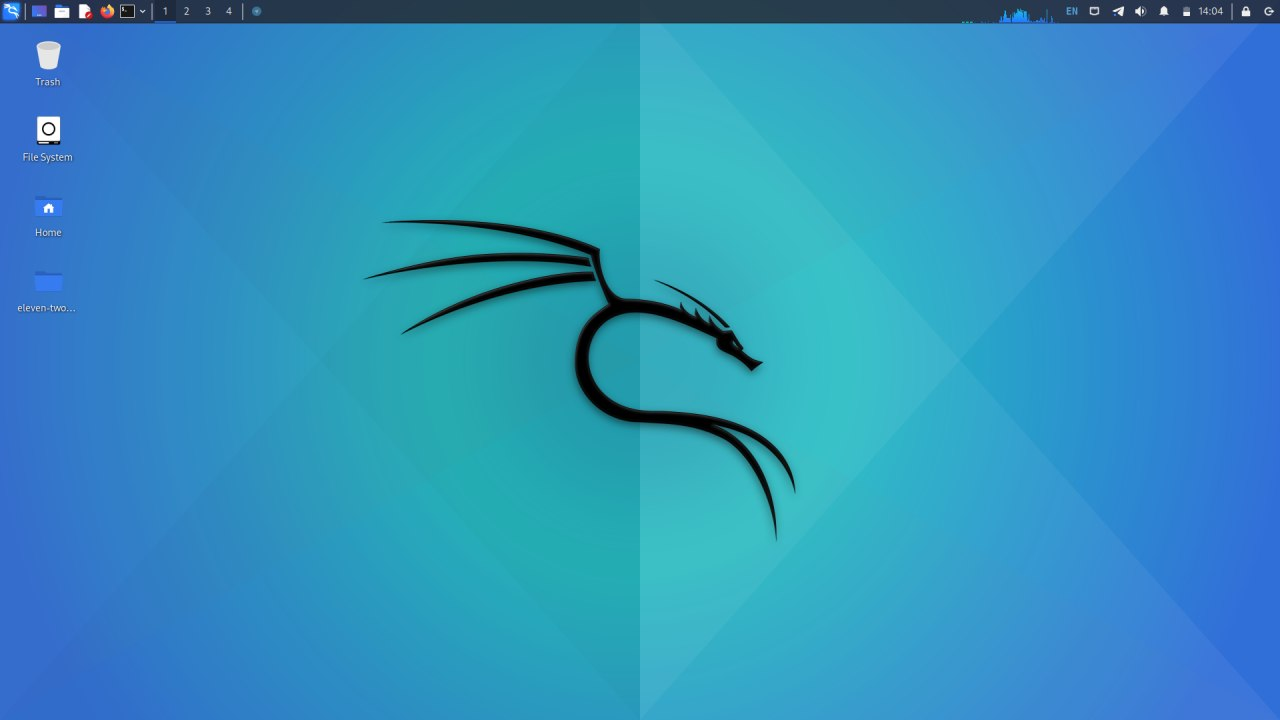 1 2 3 4
EN
14:04
Trash
File System
Home
eleven-two...